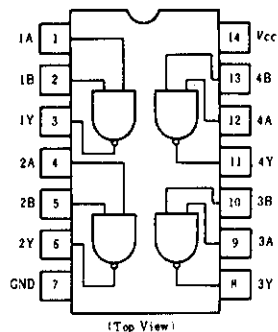 1A 1 14 Vcc
1B 2 13 4B
1Y 3 12 4A
2A 4 11 4Y
2B 5 10 3B
2Y 6 9 3A
GND 7 8 3Y
(Top View)